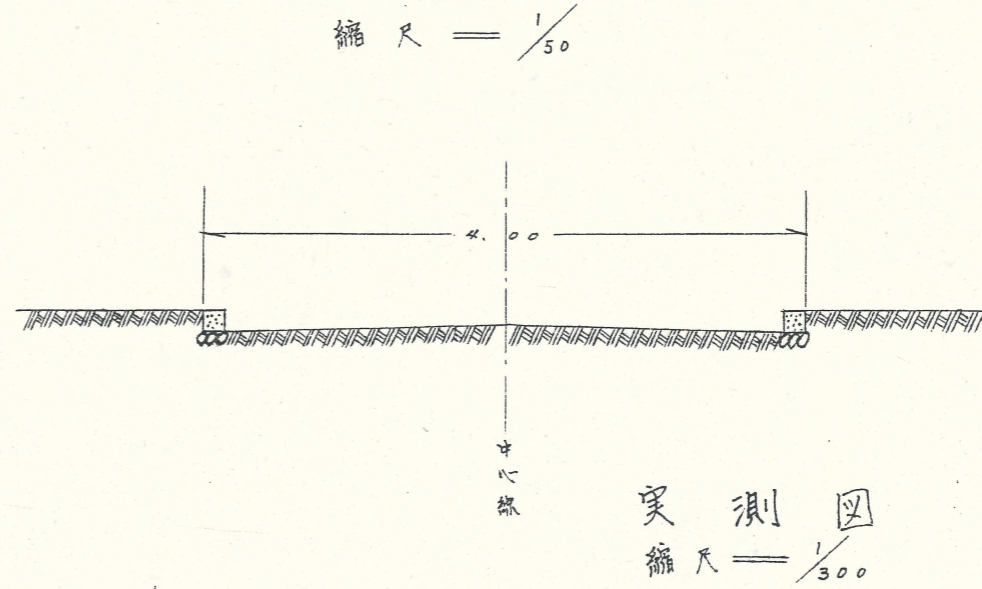 縮尺 = 1/50
4.00
中心線
実測図
縮尺 = 1/300